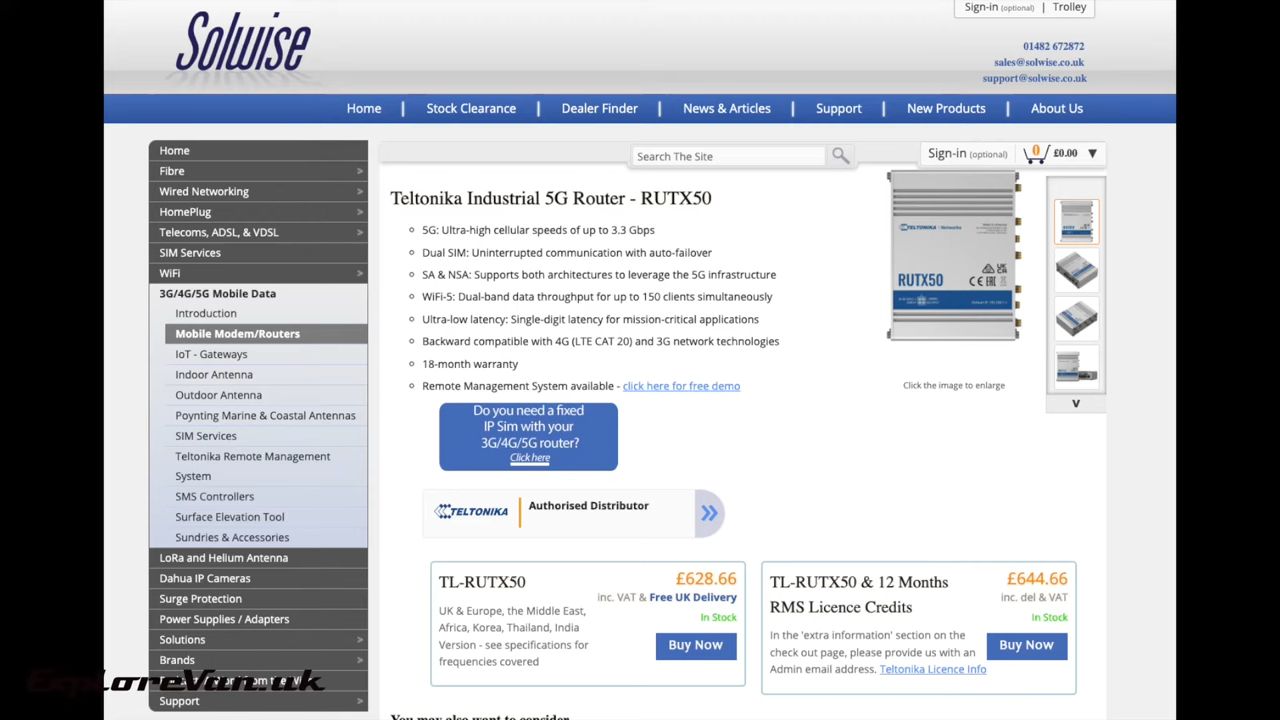 Solwise
Sign-in (optional) | Trolley
01482 672872
sales@solwise.co.uk
support@solwise.co.uk
Home | Stock Clearance | Dealer Finder | News & Articles | Support | New Products | About Us
Home
Fibre >
Wired Networking >
HomePlug >
Telecoms, ADSL, & VDSL >
SIM Services
WiFi >
3G/4G/5G Mobile Data
Introduction
Mobile Modem/Routers
IoT - Gateways
Indoor Antenna
Outdoor Antenna
Poynting Marine & Coastal Antennas
SIM Services
Teltonika Remote Management
System
SMS Controllers
Surface Elevation Tool
Sundries & Accessories
LoRa and Helium Antenna
Dahua IP Cameras
Surge Protection
Power Supplies / Adapters
Solutions >
Brands >
Support >
ExploreVan.uk
Search The Site
Sign-in (optional) 0 £0.00 ▼
Teltonika Industrial 5G Router - RUTX50
5G: Ultra-high cellular speeds of up to 3.3 Gbps
Dual SIM: Uninterrupted communication with auto-failover
SA & NSA: Supports both architectures to leverage the 5G infrastructure
WiFi-5: Dual-band data throughput for up to 150 clients simultaneously
Ultra-low latency: Single-digit latency for mission-critical applications
Backward compatible with 4G (LTE CAT 20) and 3G network technologies
18-month warranty
Remote Management System available - click here for free demo
TELTONIKA | Networks
RUTX50
Click the image to enlarge
v
Do you need a fixed
IP Sim with your
3G/4G/5G router?
Click here
TELTONIKA
Authorised Distributor
TL-RUTX50
£628.66
inc. VAT & Free UK Delivery
In Stock
UK & Europe, the Middle East,
Africa, Korea, Thailand, India
Version - see specifications for
frequencies covered
Buy Now
TL-RUTX50 & 12 Months
RMS Licence Credits
£644.66
inc. del & VAT
In Stock
In the 'extra information' section on the
check out page, please provide us with an
Admin email address. Teltonika Licence Info
Buy Now
You may also want to consider